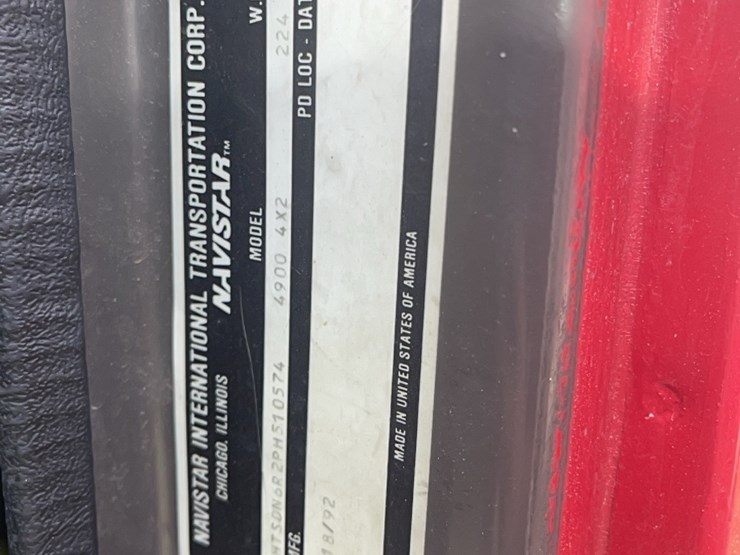 NAVISTAR INTERNATIONAL TRANSPORTATION CORP.
CHICAGO, ILLINOIS NAVISTAR™
MODEL W.
4900 4X2 224
MFG. PD LOC - DAT
18/92
MADE IN UNITED STATES OF AMERICA